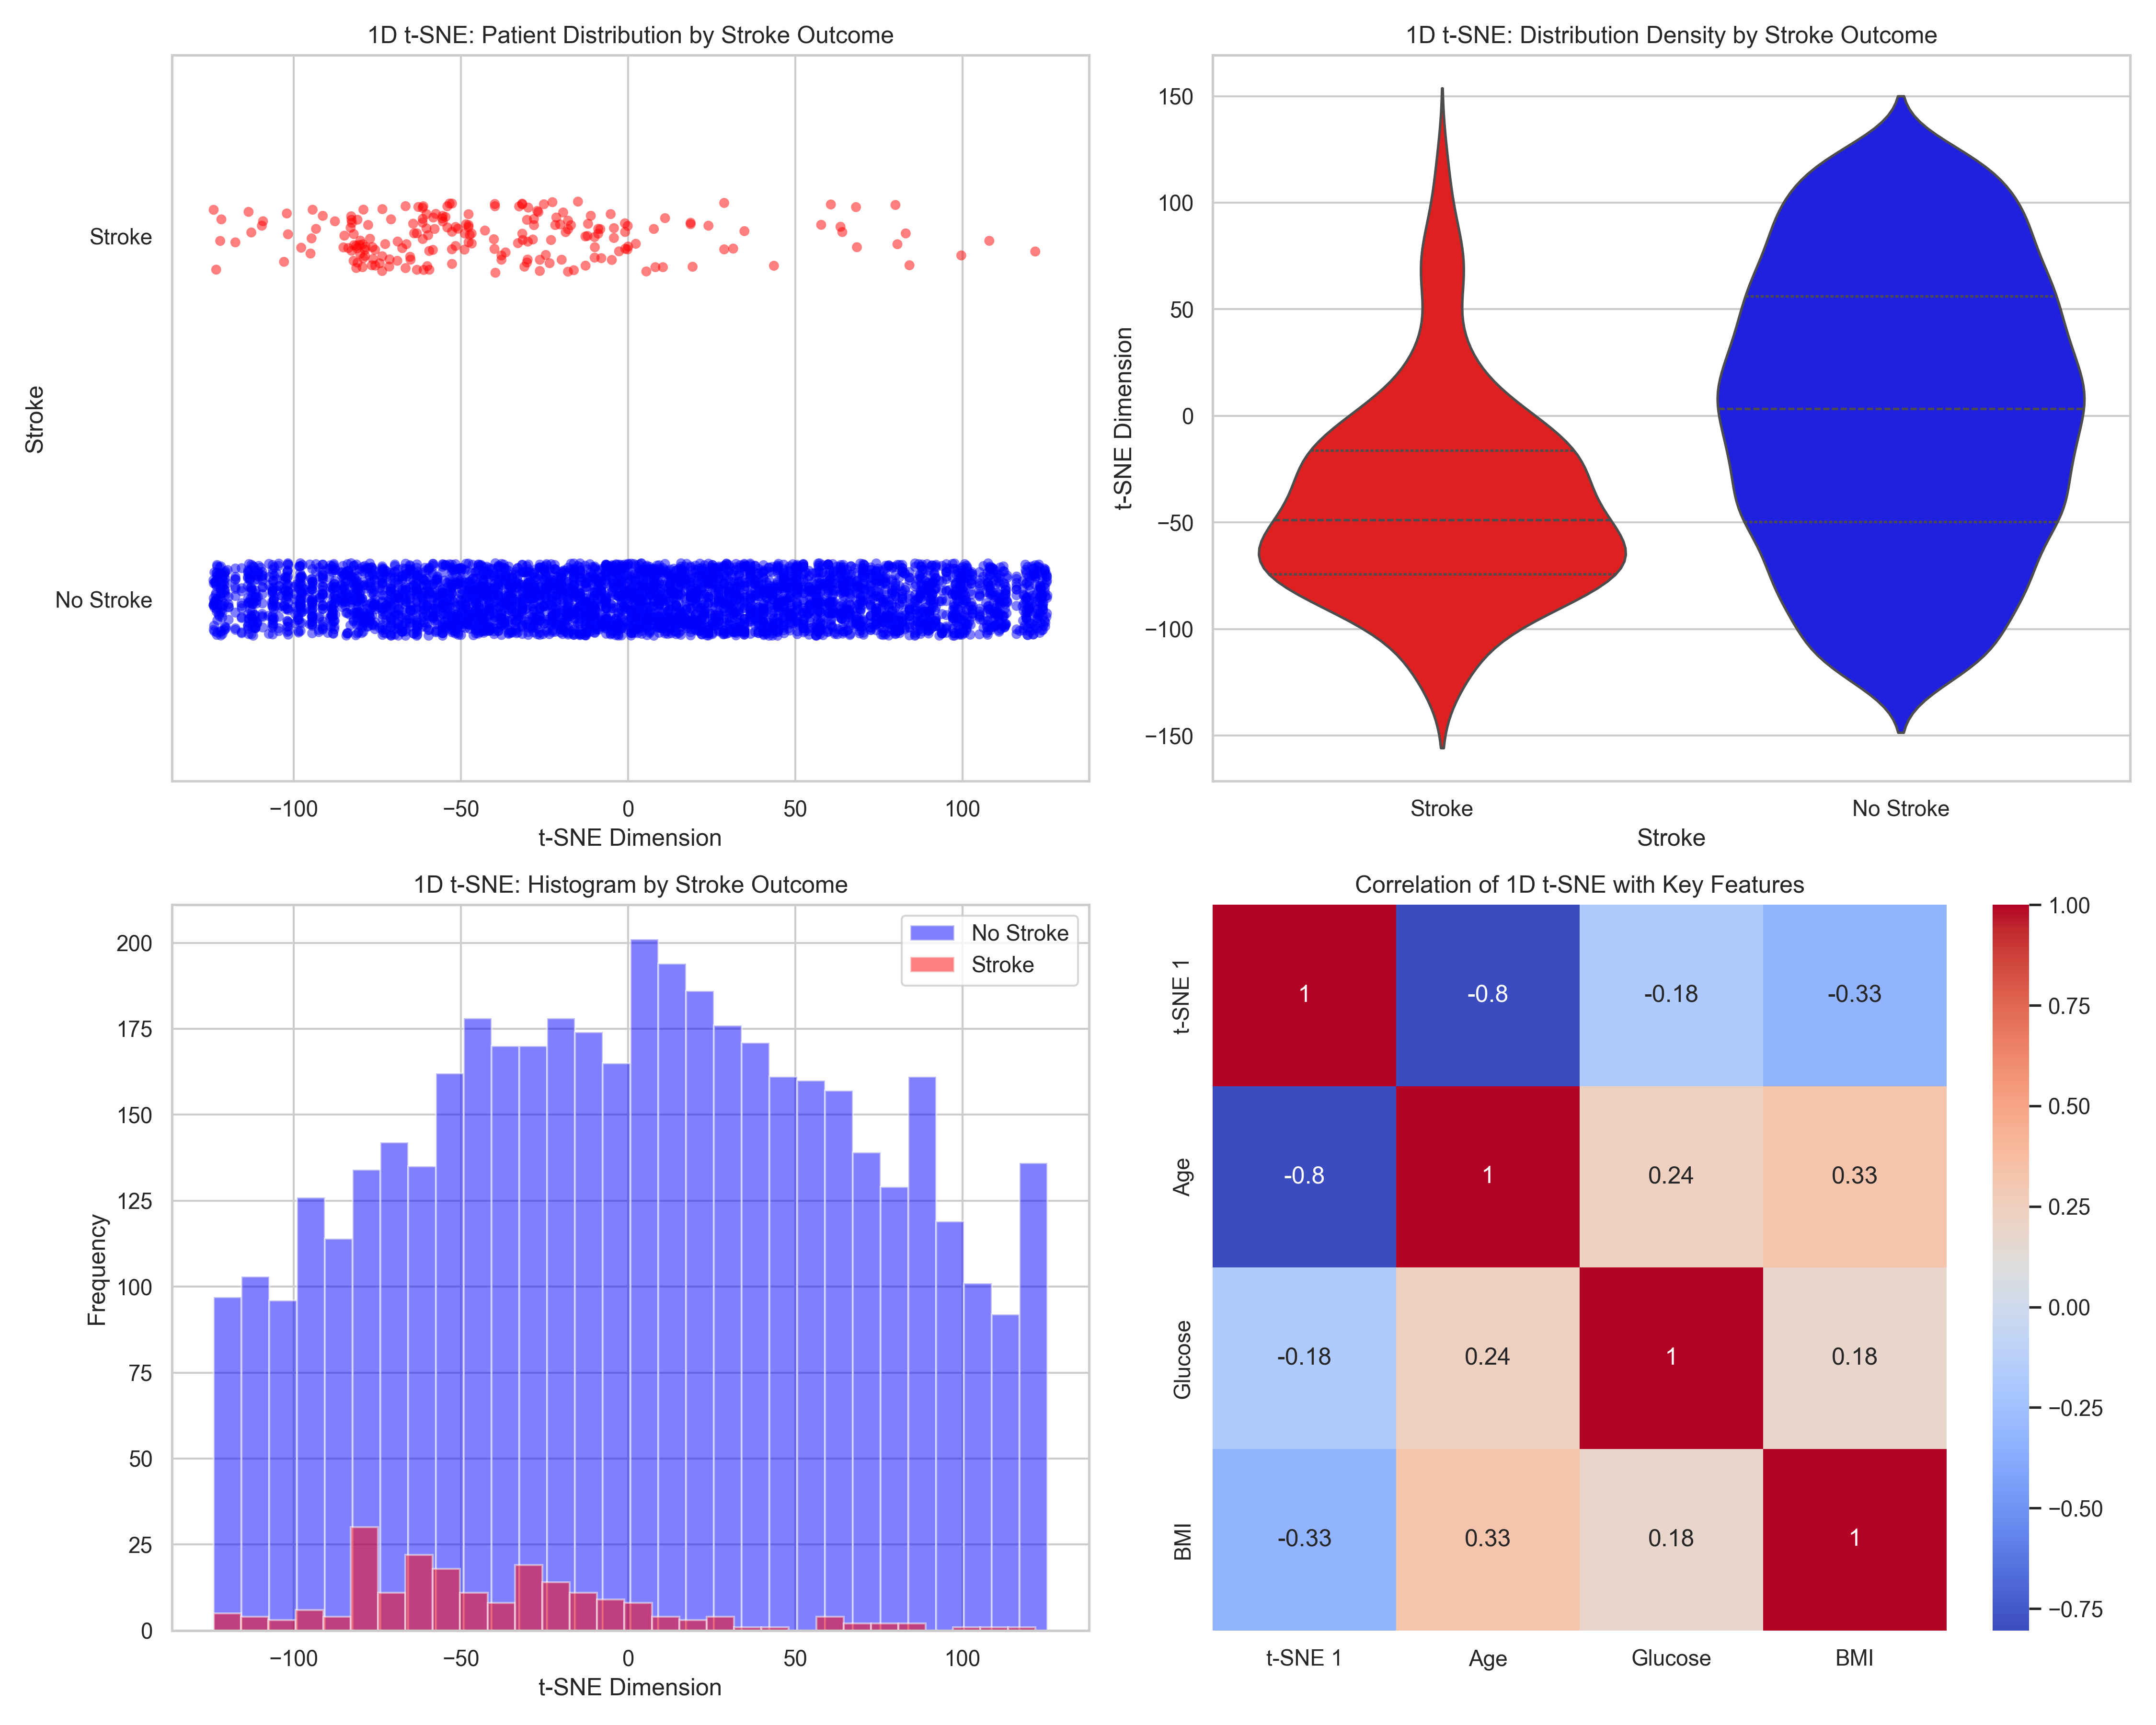 1D t-SNE: Patient Distribution by Stroke Outcome
Stroke
Stroke
No Stroke
−100 −50 0 50 100
t-SNE Dimension
1D t-SNE: Distribution Density by Stroke Outcome
t-SNE Dimension
150
100
50
0
−50
−100
−150
Stroke No Stroke
Stroke
1D t-SNE: Histogram by Stroke Outcome
No Stroke
Stroke
Frequency
200
175
150
125
100
75
50
25
0
−100 −50 0 50 100
t-SNE Dimension
Correlation of 1D t-SNE with Key Features
t-SNE 1 1 -0.8 -0.18 -0.33
Age -0.8 1 0.24 0.33
Glucose -0.18 0.24 1 0.18
BMI -0.33 0.33 0.18 1
t-SNE 1 Age Glucose BMI
1.00
0.75
0.50
0.25
0.00
−0.25
−0.50
−0.75